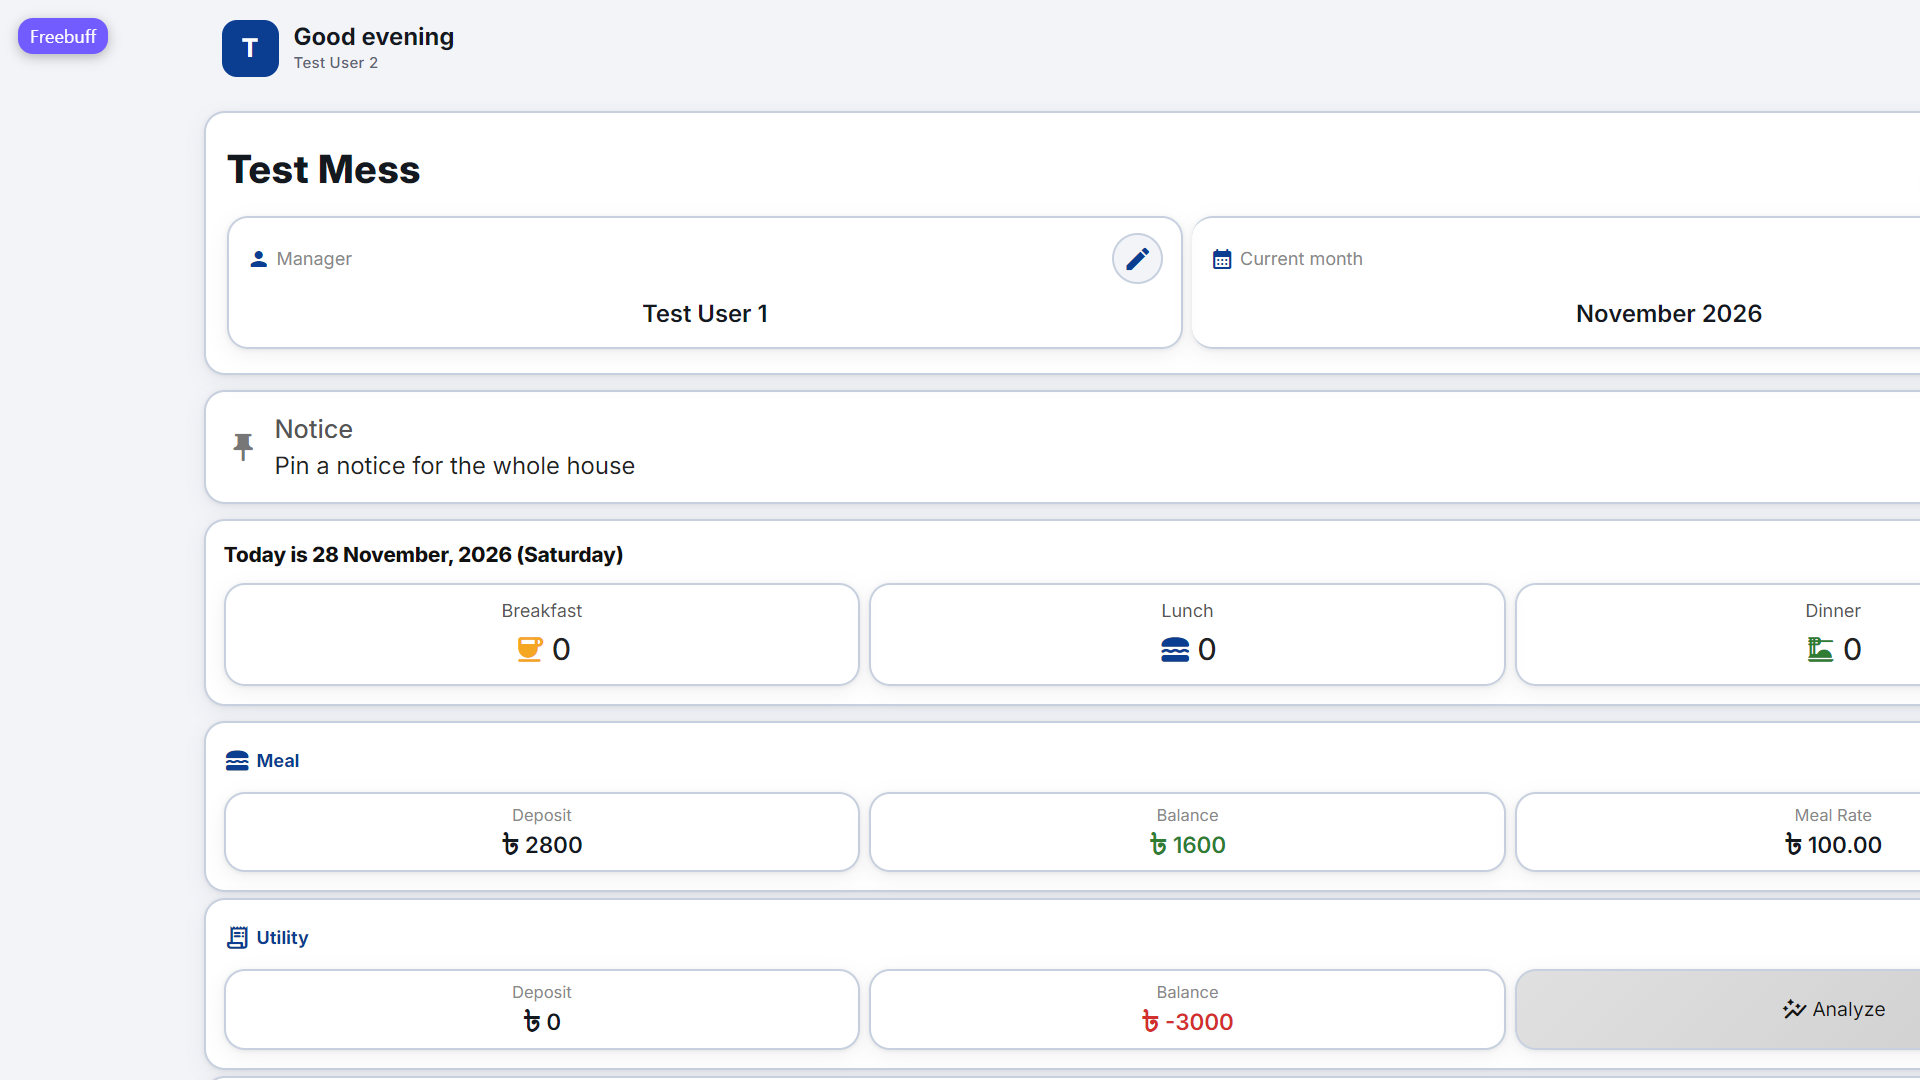 Freebuff
T
Good evening
Test User 2
Test Mess
Manager
Test User 1
Current month
November 2026
Notice
Pin a notice for the whole house
Today is 28 November, 2026 (Saturday)
Breakfast
0
Lunch
0
Dinner
0
Meal
Deposit
৳ 2800
Balance
৳ 1600
Meal Rate
৳ 100.00
Utility
Deposit
৳ 0
Balance
৳ -3000
Analyze